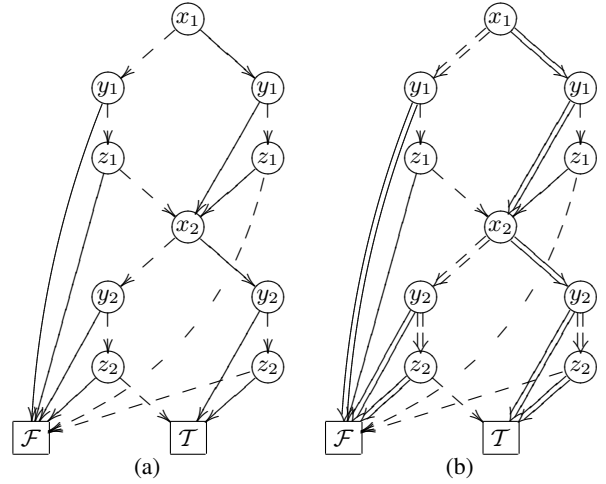 x₁ x₁
y₁ y₁ y₁ y₁
z₁ z₁ z₁ z₁
x₂ x₂
y₂ y₂ y₂ y₂
z₂ z₂ z₂ z₂
ℱ 𝒯 ℱ 𝒯
(a) (b)